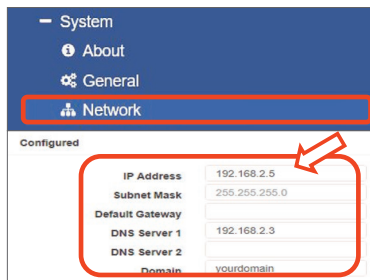 − System
About
General
Network
Configured
IP Address 192.168.2.5
Subnet Mask 255.255.255.0
Default Gateway
DNS Server 1 192.168.2.3
DNS Server 2
Domain yourdomain